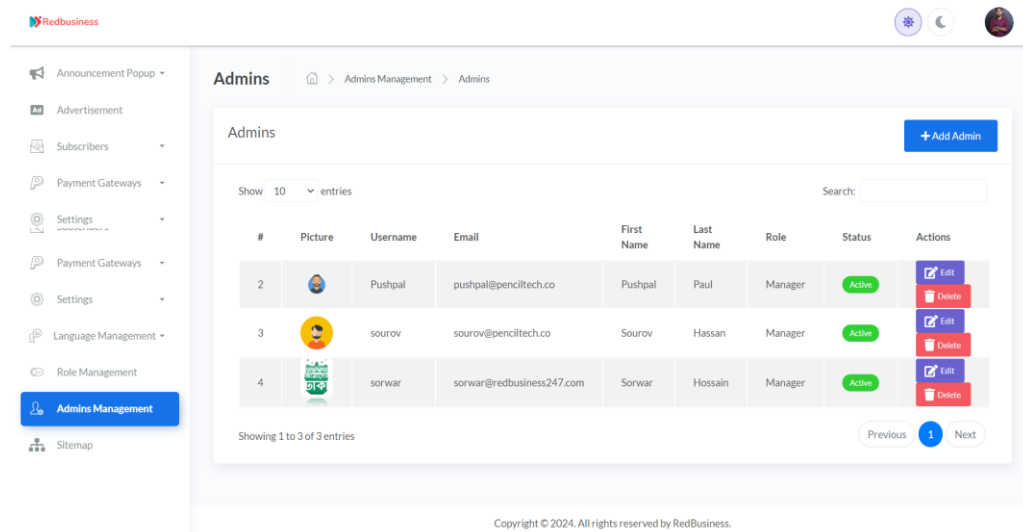 Redbusiness
Announcement Popup
Ad Advertisement
Subscribers
Payment Gateways
Settings
Subscribers
Payment Gateways
Settings
Language Management
Role Management
Admins Management
Sitemap
Admins
Admins Management
Admins
Admins
Add Admin
Show 10 entries
Search:
# Picture Username Email First Name Last Name Role Status Actions
2 Pushpal pushpal@penciltech.co Pushpal Paul Manager Active Edit
Delete
3 sourov sourov@penciltech.co Sourov Hassan Manager Active Edit
Delete
4 sorwar sorwar@redbusiness247.com Sorwar Hossain Manager Active Edit
Delete
Showing 1 to 3 of 3 entries
Previous 1 Next
Copyright © 2024. All rights reserved by RedBusiness.